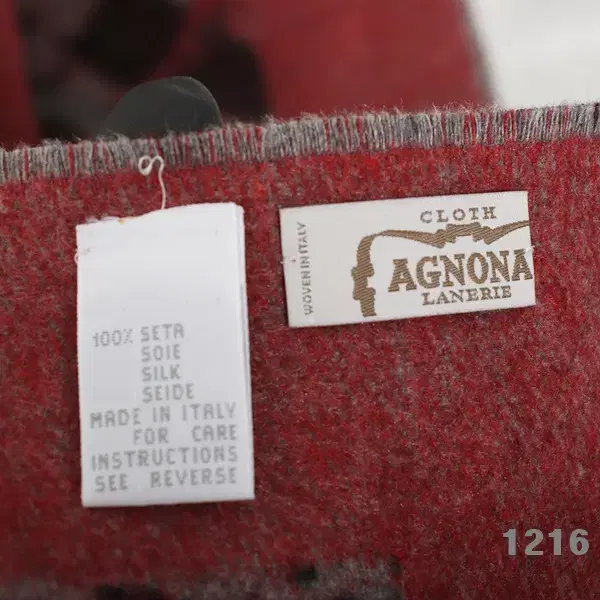 100% SETA
SOIE
SILK
SEIDE
MADE IN ITALY
FOR CARE
INSTRUCTIONS
SEE REVERSE
WOVEN IN ITALY
CLOTH
AGNONA
LANERIE
1216